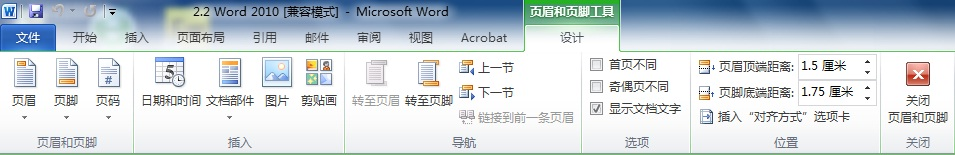 2.2 Word 2010 [兼容模式] - Microsoft Word 页眉和页脚工具
文件 开始 插入 页面布局 引用 邮件 审阅 视图 Acrobat 设计
页眉 页脚 页码 日期和时间 文档部件 图片 剪贴画 转至页眉 转至页脚
上一节
下一节
链接到前一条页眉
首页不同
奇偶页不同
显示文档文字
页眉顶端距离: 1.5 厘米
页脚底端距离: 1.75 厘米
插入“对齐方式”选项卡
关闭
页眉和页脚
页眉和页脚 插入 导航 选项 位置 关闭